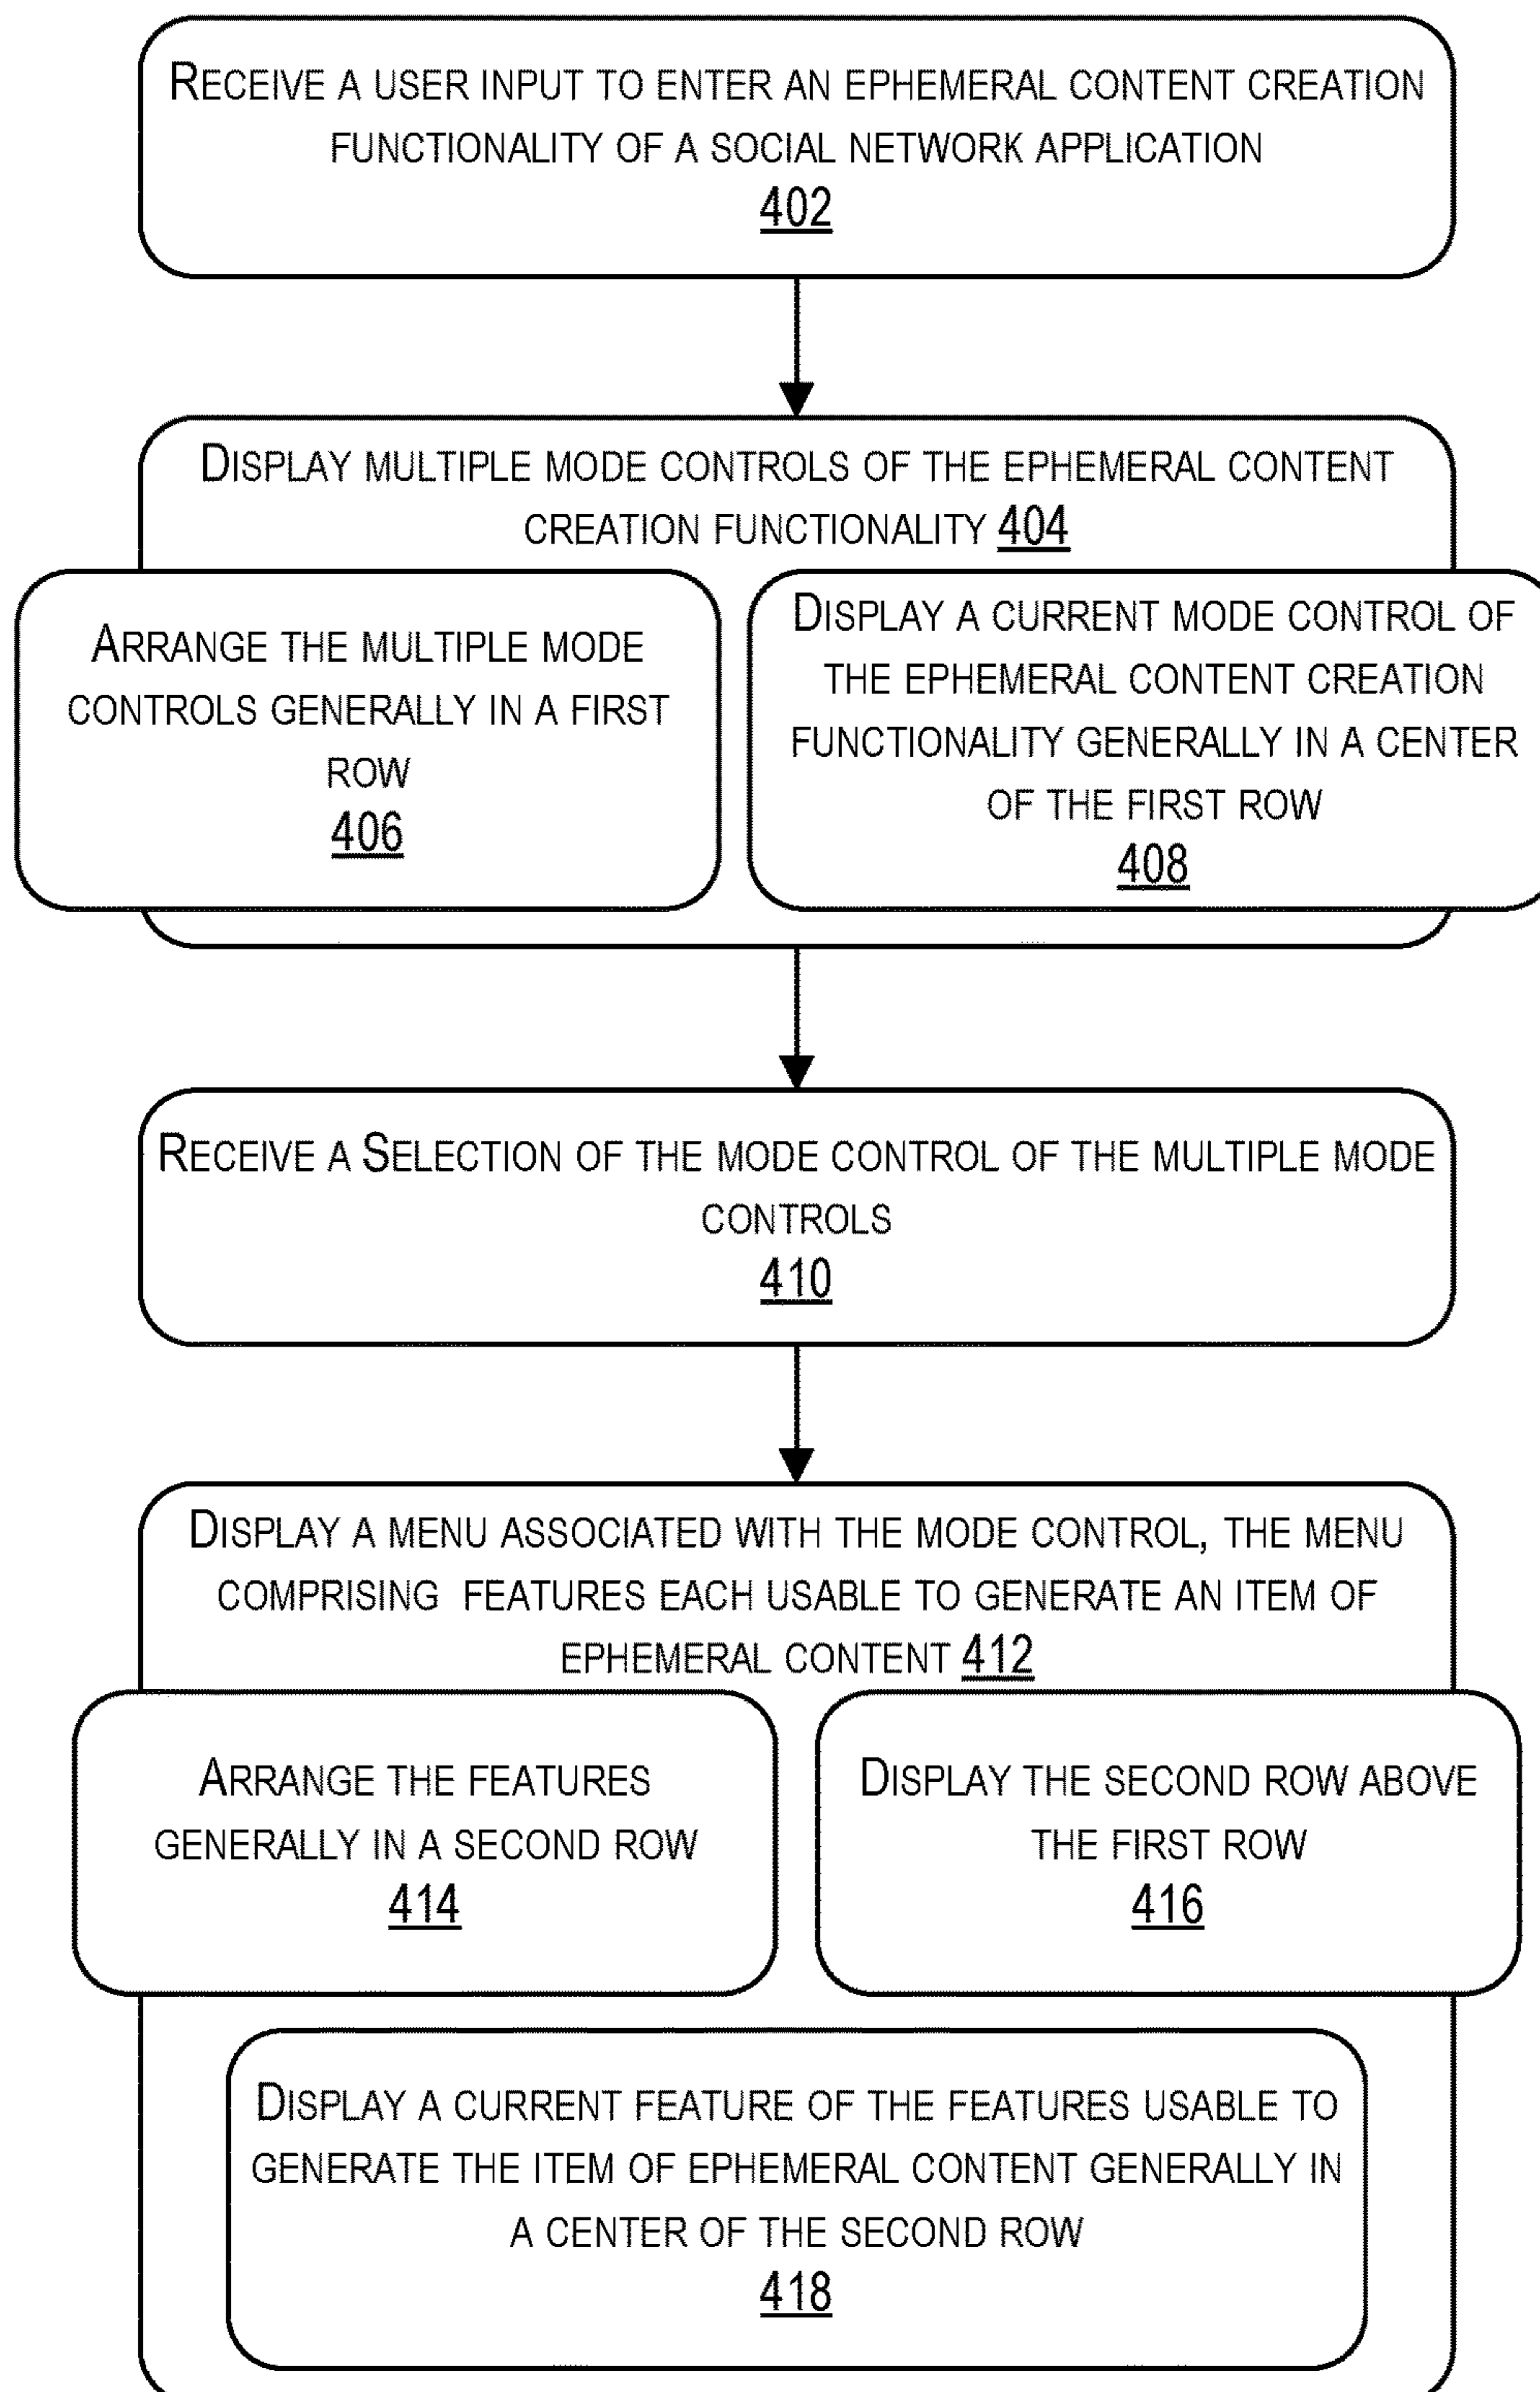 RECEIVE A USER INPUT TO ENTER AN EPHEMERAL CONTENT CREATION
FUNCTIONALITY OF A SOCIAL NETWORK APPLICATION
402
DISPLAY MULTIPLE MODE CONTROLS OF THE EPHEMERAL CONTENT
CREATION FUNCTIONALITY 404
ARRANGE THE MULTIPLE MODE
CONTROLS GENERALLY IN A FIRST
ROW
406
DISPLAY A CURRENT MODE CONTROL OF
THE EPHEMERAL CONTENT CREATION
FUNCTIONALITY GENERALLY IN A CENTER
OF THE FIRST ROW
408
RECEIVE A SELECTION OF THE MODE CONTROL OF THE MULTIPLE MODE
CONTROLS
410
DISPLAY A MENU ASSOCIATED WITH THE MODE CONTROL, THE MENU
COMPRISING FEATURES EACH USABLE TO GENERATE AN ITEM OF
EPHEMERAL CONTENT 412
ARRANGE THE FEATURES
GENERALLY IN A SECOND ROW
414
DISPLAY THE SECOND ROW ABOVE
THE FIRST ROW
416
DISPLAY A CURRENT FEATURE OF THE FEATURES USABLE TO
GENERATE THE ITEM OF EPHEMERAL CONTENT GENERALLY IN
A CENTER OF THE SECOND ROW
418